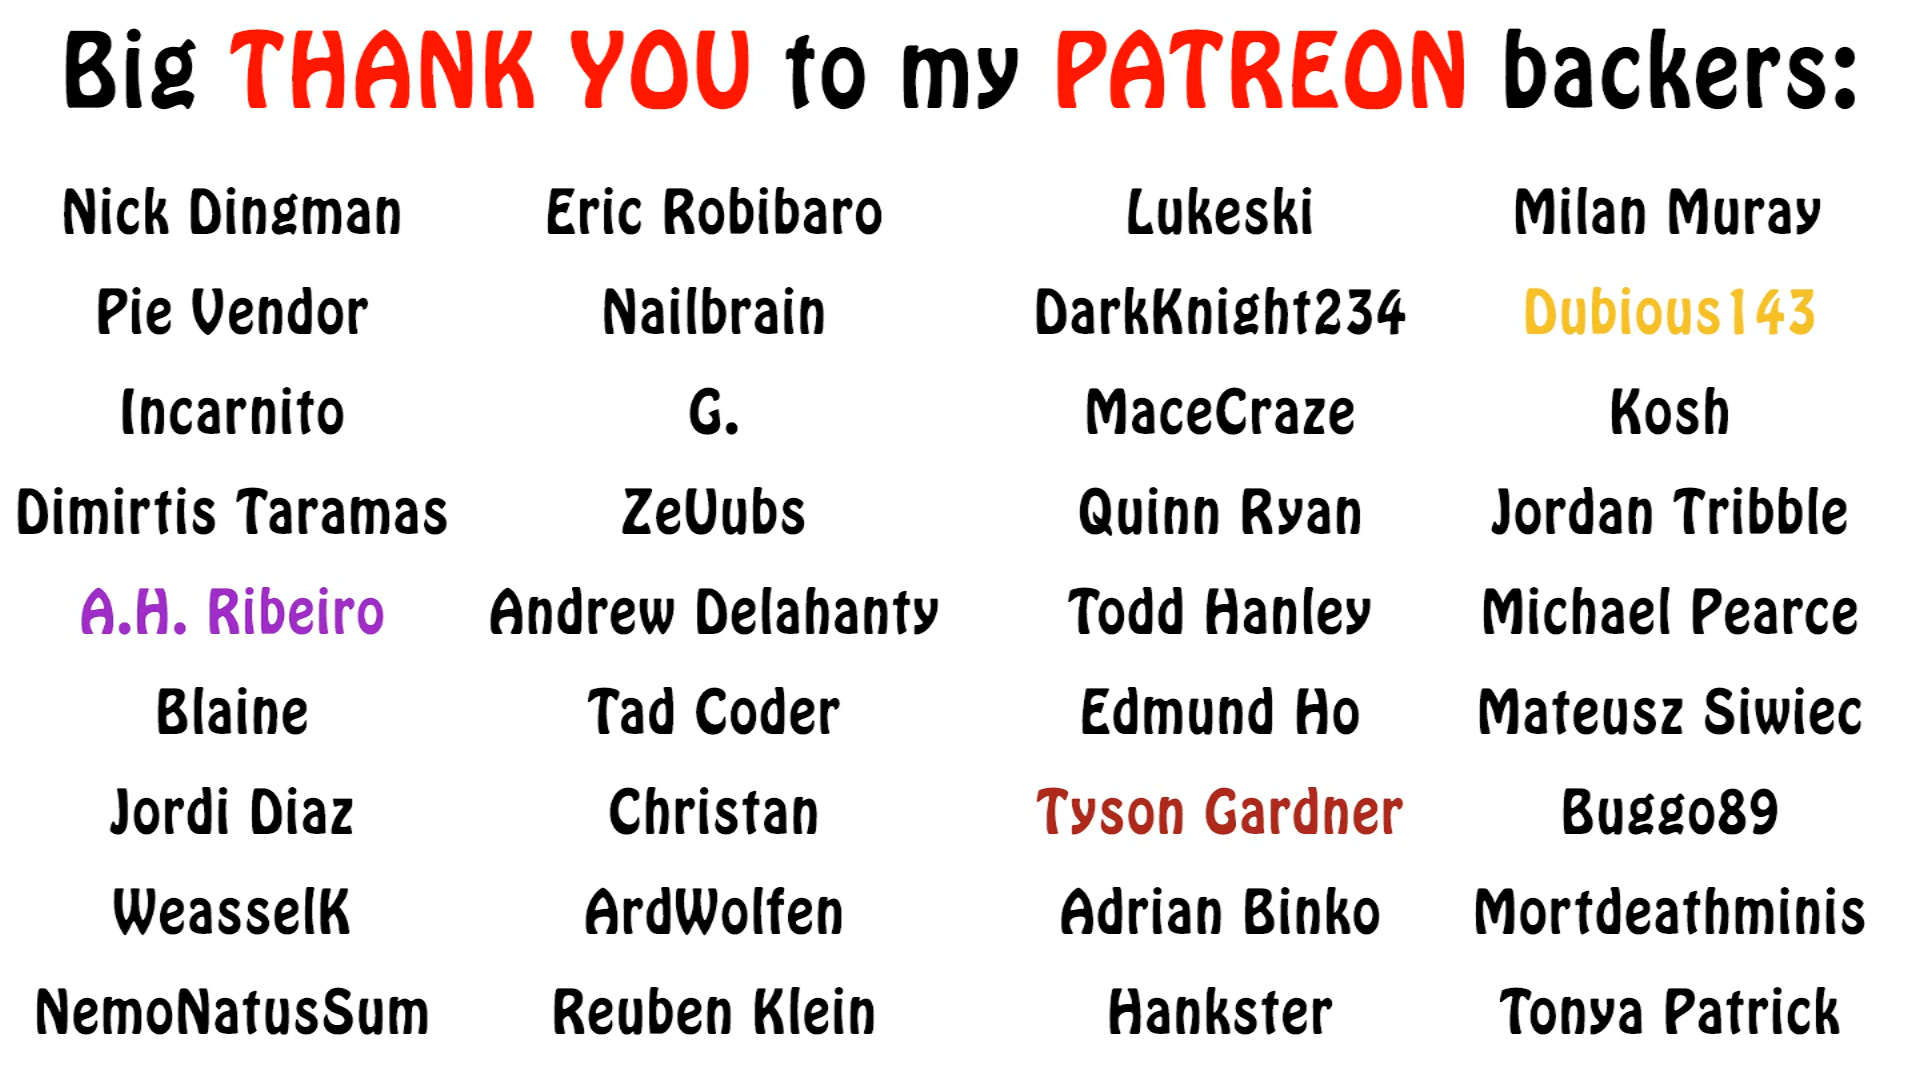 Big THANK YOU to my PATREON backers:
Nick Dingman Eric Robibaro Lukeski Milan Muray
Pie Vendor Nailbrain DarkKnight234 Dubious143
Incarnito G. MaceCraze Kosh
Dimirtis Taramas ZeUubs Quinn Ryan Jordan Tribble
A.H. Ribeiro Andrew Delahanty Todd Hanley Michael Pearce
Blaine Tad Coder Edmund Ho Mateusz Siwiec
Jordi Diaz Christan Tyson Gardner Buggo89
WeasselK ArdWolfen Adrian Binko Mortdeathminis
NemoNatusSum Reuben Klein Hankster Tonya Patrick